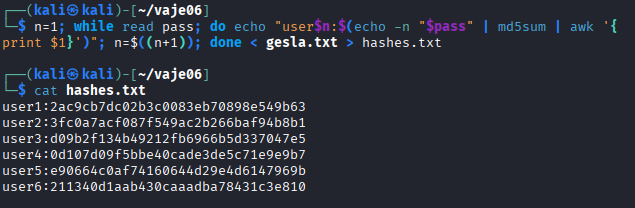 ┌──(kali㉿kali)-[~/vaje06]
└─$ n=1; while read pass; do echo "user$n:$(echo -n "$pass" | md5sum | awk '{
print $1}')"; n=$((n+1)); done < gesla.txt > hashes.txt
┌──(kali㉿kali)-[~/vaje06]
└─$ cat hashes.txt
user1:2ac9cb7dc02b3c0083eb70898e549b63
user2:3fc0a7acf087f549ac2b266baf94b8b1
user3:d09b2f134b49212fb6966b5d337047e5
user4:0d107d09f5bbe40cade3de5c71e9e9b7
user5:e90664c0af74160644d29e4d6147969b
user6:211340d1aab430caaadba78431c3e810